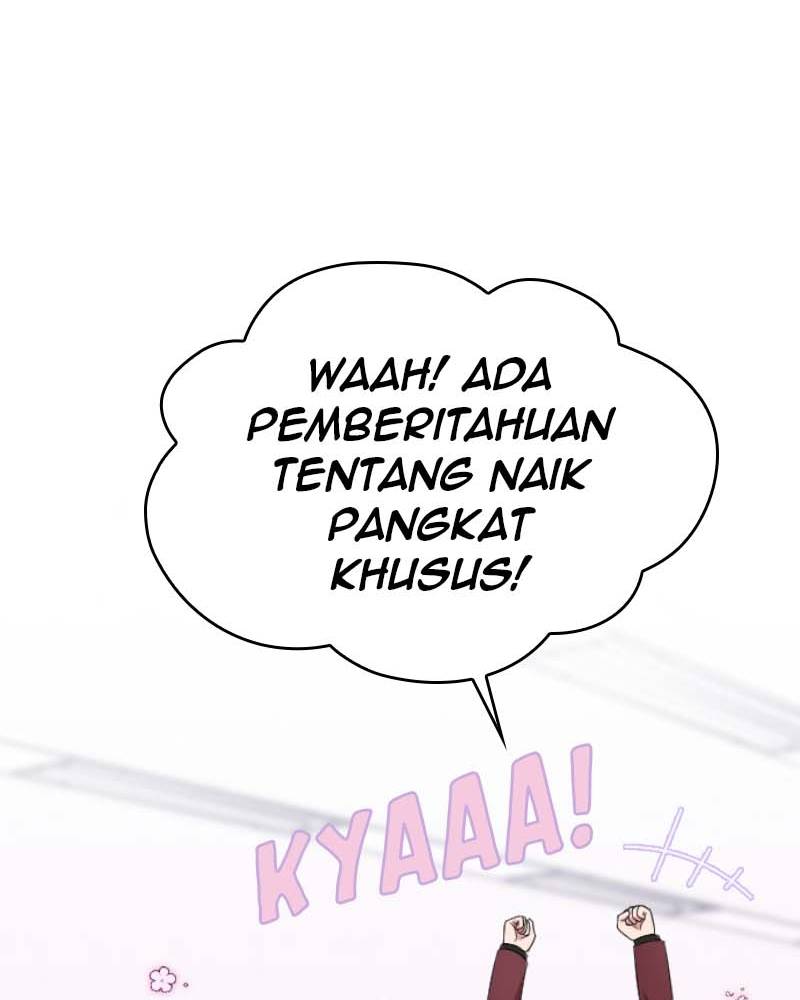 WAAH! ADA
PEMBERITAHUAN
TENTANG NAIK
PANGKAT
KHUSUS!
KYAAA!